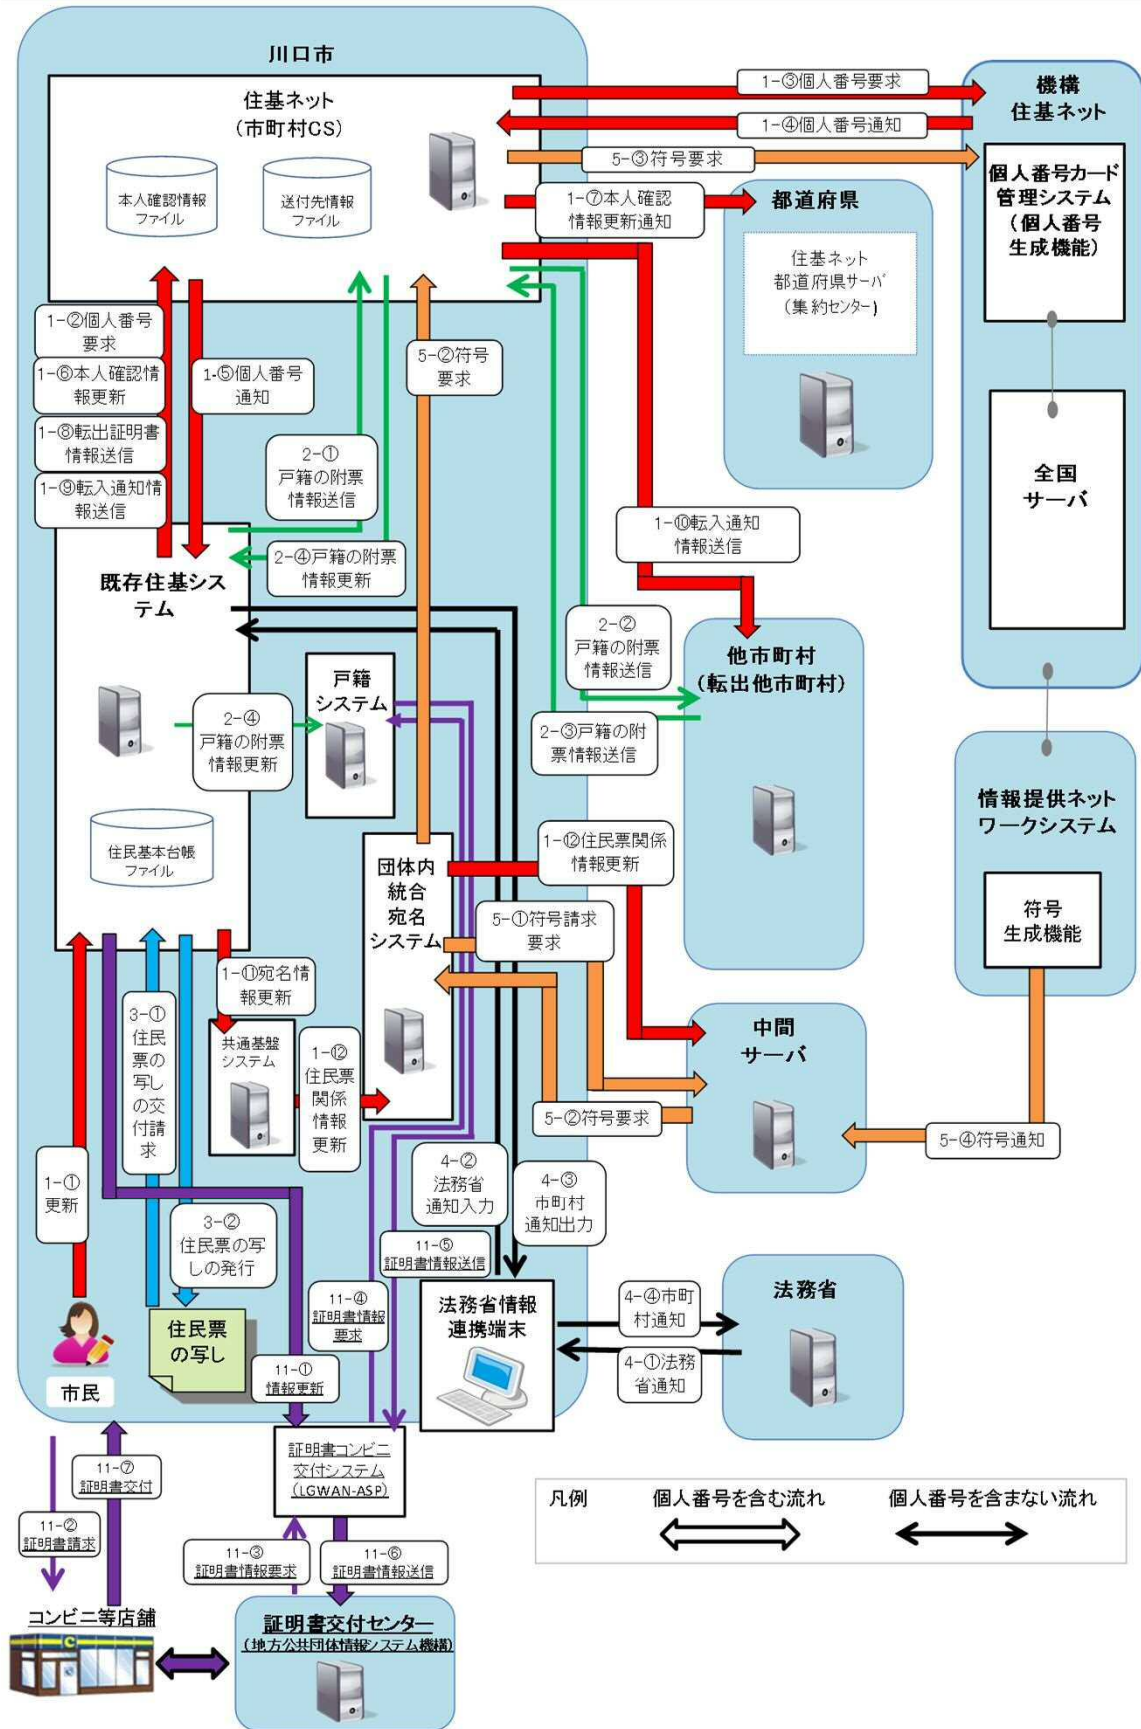 川口市
住基ネット
(市町村CS)
本人確認情報
ファイル
送付先情報
ファイル
1-③個人番号要求
1-④個人番号通知
5-③符号要求
1-⑦本人確認
情報更新通知
機構
住基ネット
個人番号カード
管理システム
(個人番号
生成機能)
全国
サーバ
都道府県
住基ネット
都道府県サーバ
(集約センター)
1-②個人番号
要求
1-⑥本人確認情
報更新
1-⑧転出証明書
情報送信
1-⑨転入通知情
報送信
1-⑤個人番号
通知
5-②符号
要求
2-①
戸籍の附票
情報送信
2-④戸籍の附票
情報更新
1-⑩転入通知
情報送信
既存住基シス
テム
2-②
戸籍の附票
情報送信
2-③戸籍の附
票情報送信
他市町村
(転出他市町村)
戸籍
システム
2-④
戸籍の附票
情報更新
住民基本台帳
ファイル
団体内
統合
宛名
システム
1-⑫住民票関係
情報更新
5-①符号請求
要求
情報提供ネット
ワークシステム
符号
生成機能
1-⑪宛名情
報更新
共通基盤
システム
1-⑫
住民票
関係
情報
更新
3-①
住民
票の
写し
の交
付請
求
中間
サーバ
5-②符号要求
5-④符号通知
1-①
更新
3-②
住民票の写
しの発行
4-②
法務省
通知入力
4-③
市町村
通知出力
11-⑤
証明書情報送信
11-④
証明書情報
要求
法務省情報
連携端末
4-④市町
村通知
4-①法務
省通知
法務省
市民
住民票
の写し
11-①
情報更新
証明書コンビニ
交付システム
(LGWAN-ASP)
11-⑦
証明書交付
11-②
証明書請求
11-③
証明書情報要求
11-⑥
証明書情報送信
凡例
個人番号を含む流れ
個人番号を含まない流れ
コンビニ等店舗
証明書交付センター
(地方公共団体情報システム機構)